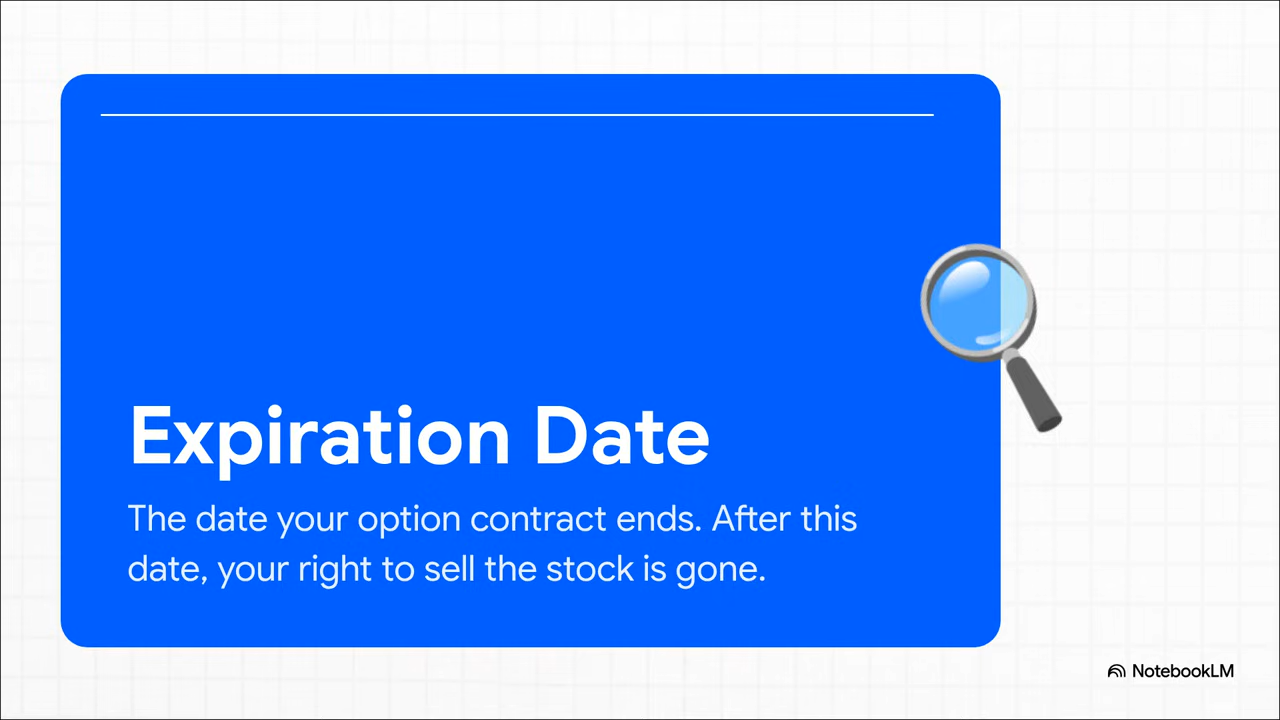 Expiration Date
The date your option contract ends. After this
date, your right to sell the stock is gone.
NotebookLM